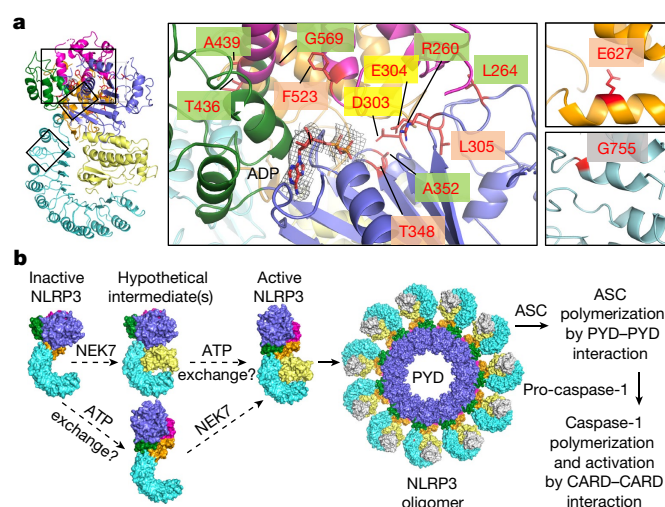 a
A439
G569
R260
E304
L264
E627
T436
F523
D303
L305
G755
ADP
A352
T348
b
Inactive
NLRP3
Hypothetical
intermediate(s)
Active
NLRP3
NEK7
ATP
exchange?
ATP
exchange?
NEK7
PYD
NLRP3
oligomer
ASC
ASC
polymerization
by PYD–PYD
interaction
Pro-caspase-1
Caspase-1
polymerization
and activation
by CARD–CARD
interaction